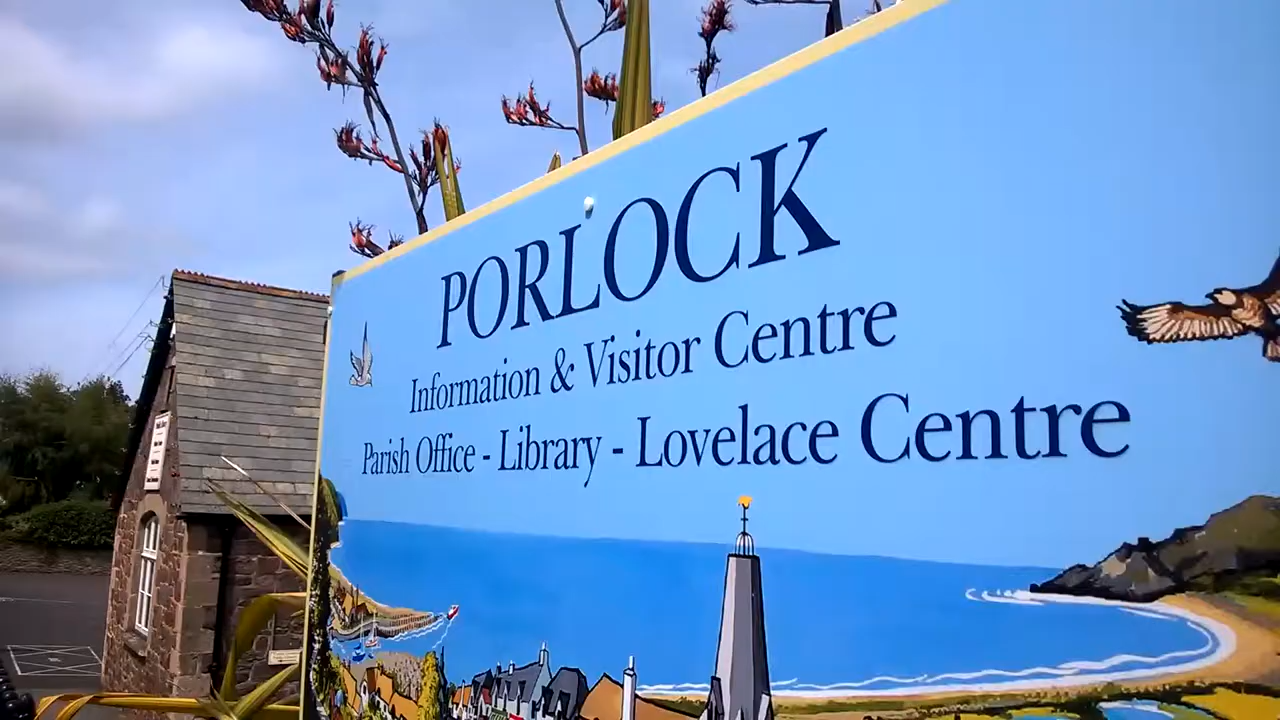 PORLOCK
Information & Visitor Centre
Parish Office - Library - Lovelace Centre